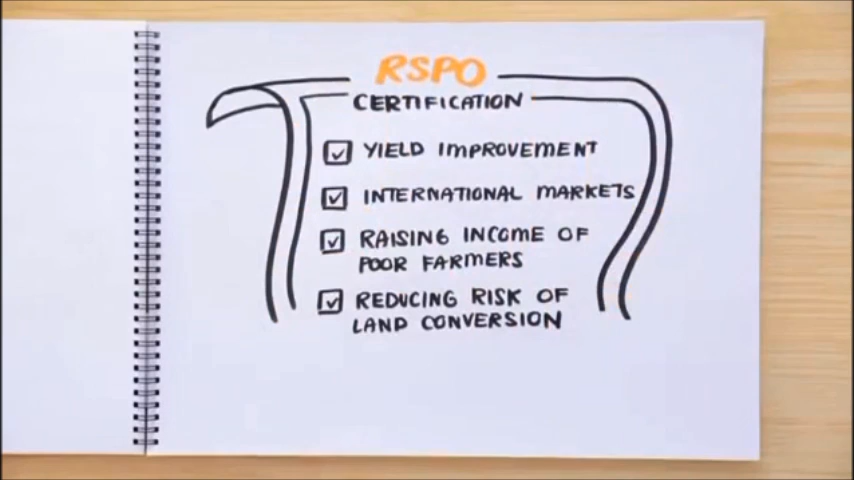 RSPO
CERTIFICATION
YIELD IMPROVEMENT
INTERNATIONAL MARKETS
RAISING INCOME OF
POOR FARMERS
REDUCING RISK OF
LAND CONVERSION